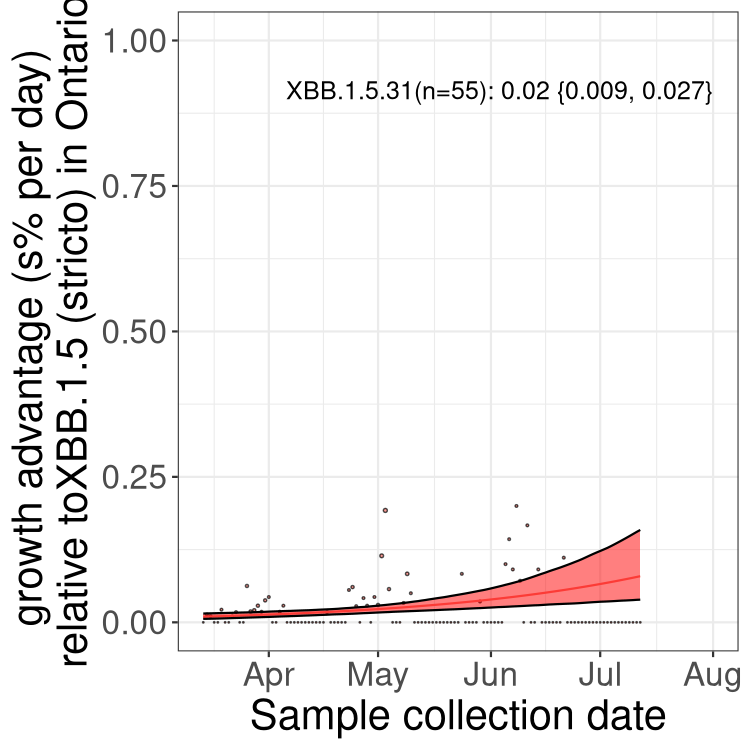 growth advantage (s% per day)
relative toXBB.1.5 (stricto) in Ontario
1.00
0.75
0.50
0.25
0.00
XBB.1.5.31(n=55): 0.02 {0.009, 0.027}
Apr May Jun Jul Aug
Sample collection date